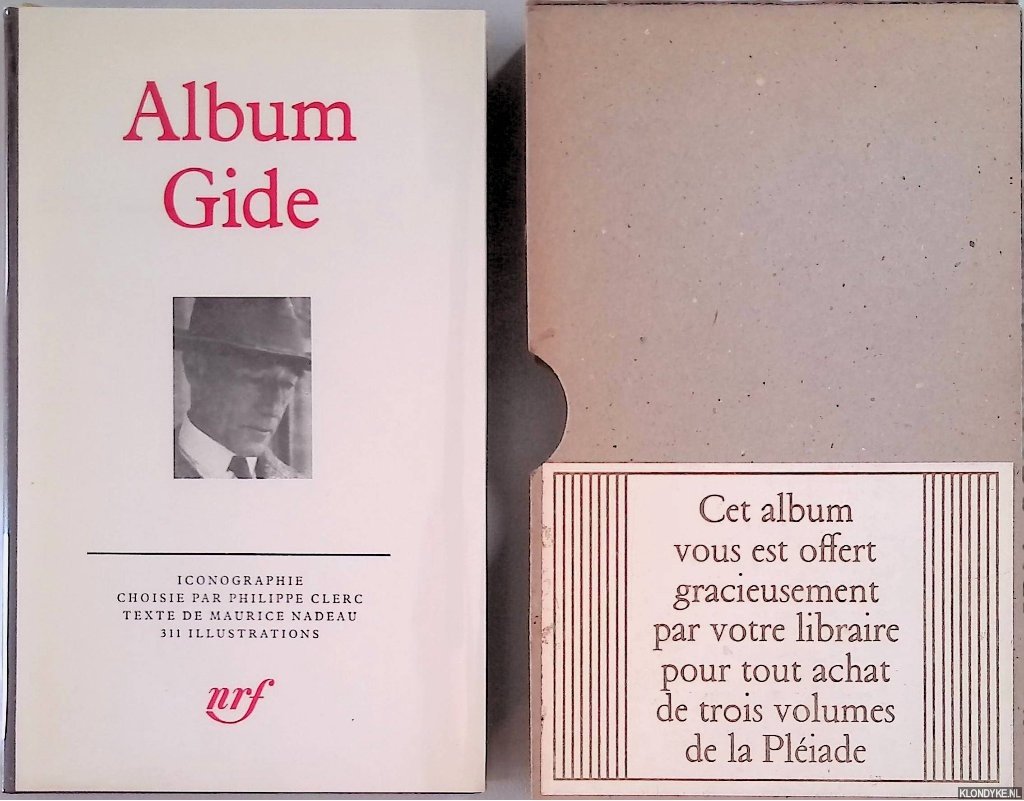 Album
Gide
ICONOGRAPHIE
CHOISIE PAR PHILIPPE CLERC
TEXTE DE MAURICE NADEAU
311 ILLUSTRATIONS
nrf
Cet album
vous est offert
gracieusement
par votre libraire
pour tout achat
de trois volumes
de la Pléiade
KLONDYKE.NL